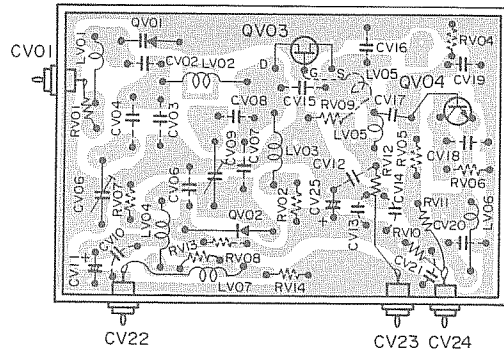 QV01
QV03
RV04
CV01
LV01
CV02
LV02
D
G
S
CV16
CV19
LV05
QV04
RV01
CV04
CV03
CV08
CV15
RV09
CV17
LV05
CV09
CV07
LV03
CV12
RV12
RV05
CV18
RV06
CV06
RV07
CV06
RV02
CV25
+
CV14
RV11
LV04
QV02
CV13
CV20
LV06
CV10
RV13
RV10
CV11
+
RV08
LV07
RV14
CV21
CV22
CV23
CV24